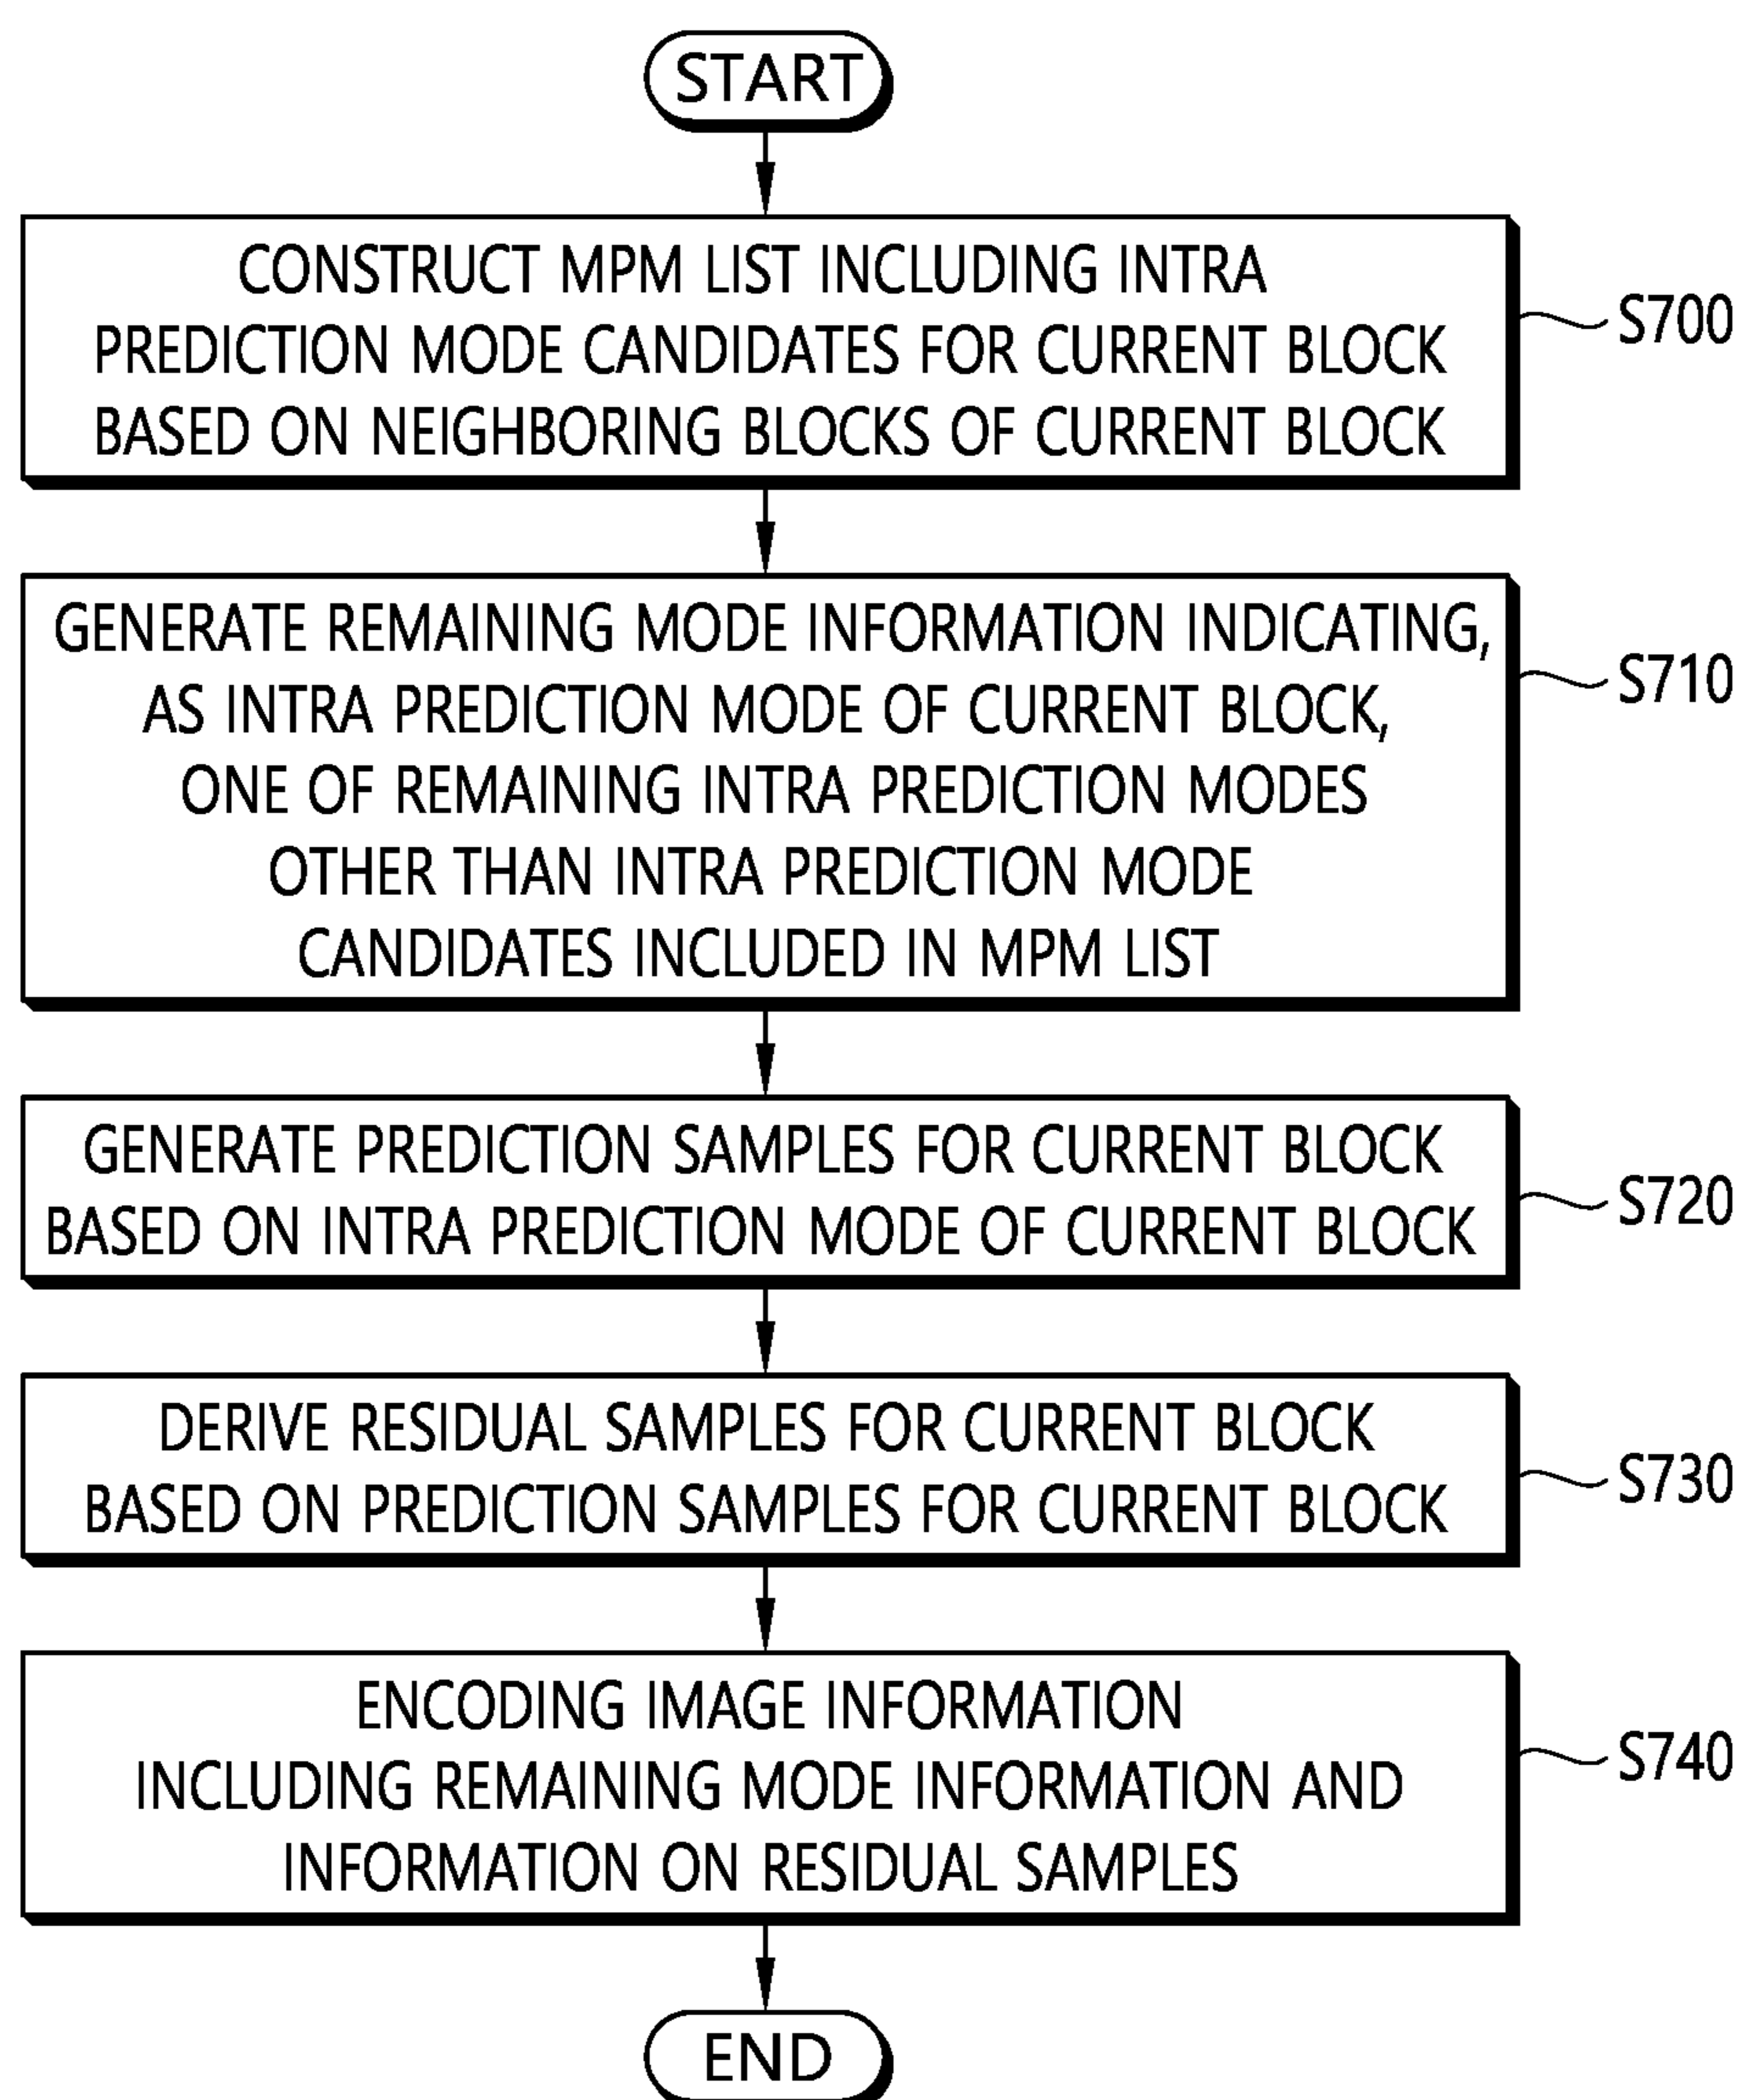 START
CONSTRUCT MPM LIST INCLUDING INTRA
PREDICTION MODE CANDIDATES FOR CURRENT BLOCK
BASED ON NEIGHBORING BLOCKS OF CURRENT BLOCK
S700
GENERATE REMAINING MODE INFORMATION INDICATING,
AS INTRA PREDICTION MODE OF CURRENT BLOCK,
ONE OF REMAINING INTRA PREDICTION MODES
OTHER THAN INTRA PREDICTION MODE
CANDIDATES INCLUDED IN MPM LIST
S710
GENERATE PREDICTION SAMPLES FOR CURRENT BLOCK
BASED ON INTRA PREDICTION MODE OF CURRENT BLOCK
S720
DERIVE RESIDUAL SAMPLES FOR CURRENT BLOCK
BASED ON PREDICTION SAMPLES FOR CURRENT BLOCK
S730
ENCODING IMAGE INFORMATION
INCLUDING REMAINING MODE INFORMATION AND
INFORMATION ON RESIDUAL SAMPLES
S740
END